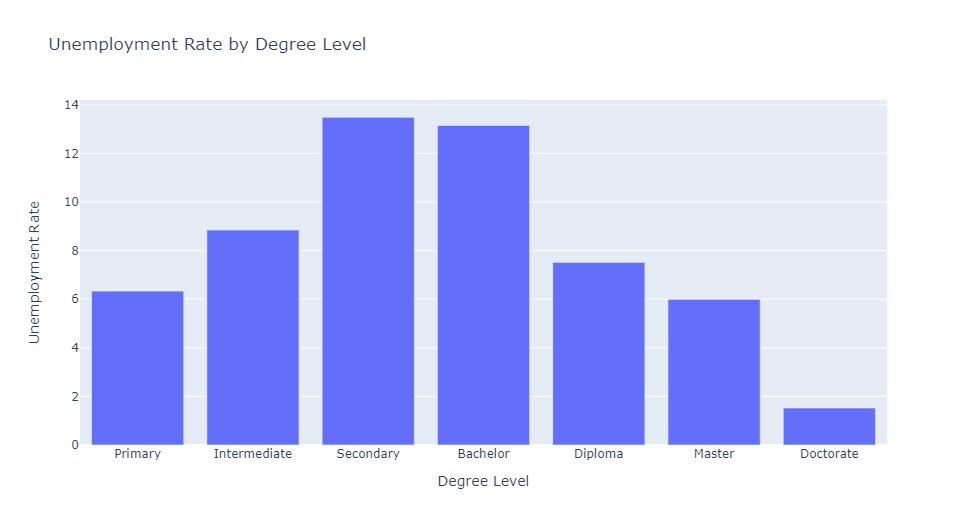 Unemployment Rate by Degree Level
Unemployment Rate
14
12
10
8
6
4
2
0
Primary Intermediate Secondary Bachelor Diploma Master Doctorate
Degree Level